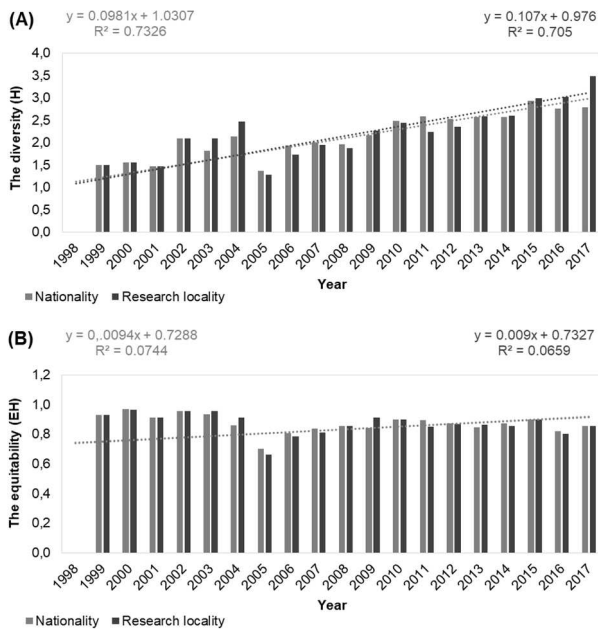 (A)
y = 0.0981x + 1.0307
R² = 0.7326
y = 0.107x + 0.976
R² = 0.705
The diversity (H)
4,0
3,5
3,0
2,5
2,0
1,5
1,0
0,5
0,0
1998 1999 2000 2001 2002 2003 2004 2005 2006 2007 2008 2009 2010 2011 2012 2013 2014 2015 2016 2017
Year
Nationality Research locality
(B)
y = 0,.0094x + 0.7288
R² = 0.0744
y = 0.009x + 0.7327
R² = 0.0659
The equitability (EH)
1,2
1,0
0,8
0,6
0,4
0,2
0,0
1998 1999 2000 2001 2002 2003 2004 2005 2006 2007 2008 2009 2010 2011 2012 2013 2014 2015 2016 2017
Year
Nationality Research locality